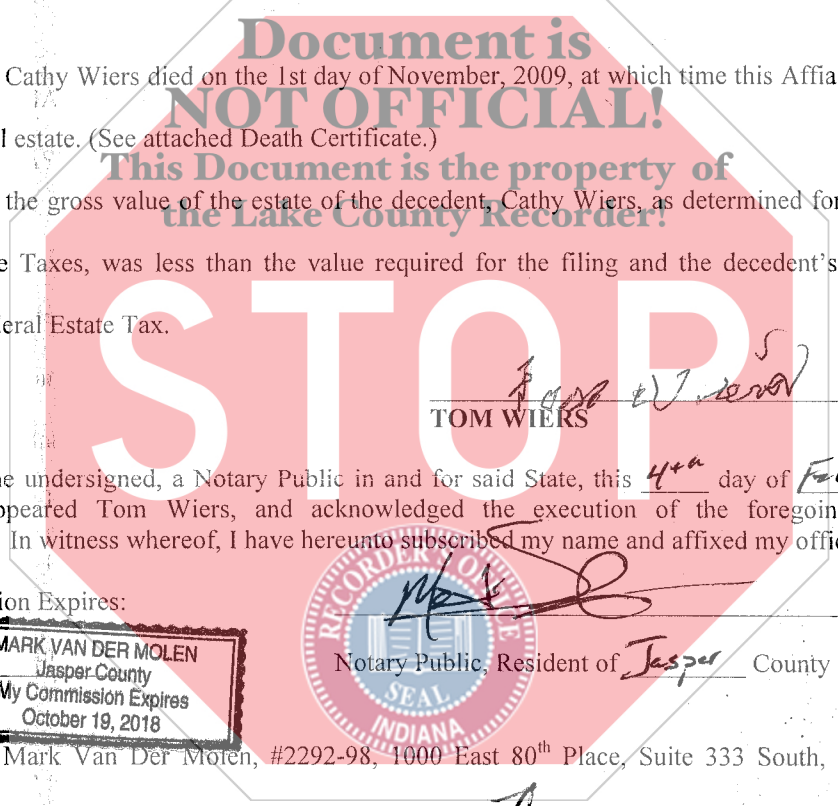 Document is
Cathy Wiers died on the 1st day of November, 2009, at which time this Affia
NOT OFFICIAL!
l estate. (See attached Death Certificate.)
This Document is the property of
the gross value of the estate of the decedent, Cathy Wiers, as determined for
the Lake County Recorder!
e Taxes, was less than the value required for the filing and the decedent's
eral Estate Tax.
STOP
TOM WIERS
e undersigned, a Notary Public in and for said State, this 4th day of
ppeared Tom Wiers, and acknowledged the execution of the foregoin
In witness whereof, I have hereunto subscribed my name and affixed my offi
RECORDER'S OFFICE
ion Expires:
MARK VAN DER MOLEN
Jasper County
My Commission Expires
October 19, 2018
Notary Public, Resident of Jasper County
SEAL
INDIANA
Mark Van Der Molen, #2292-98, 1000 East 80th Place, Suite 333 South,